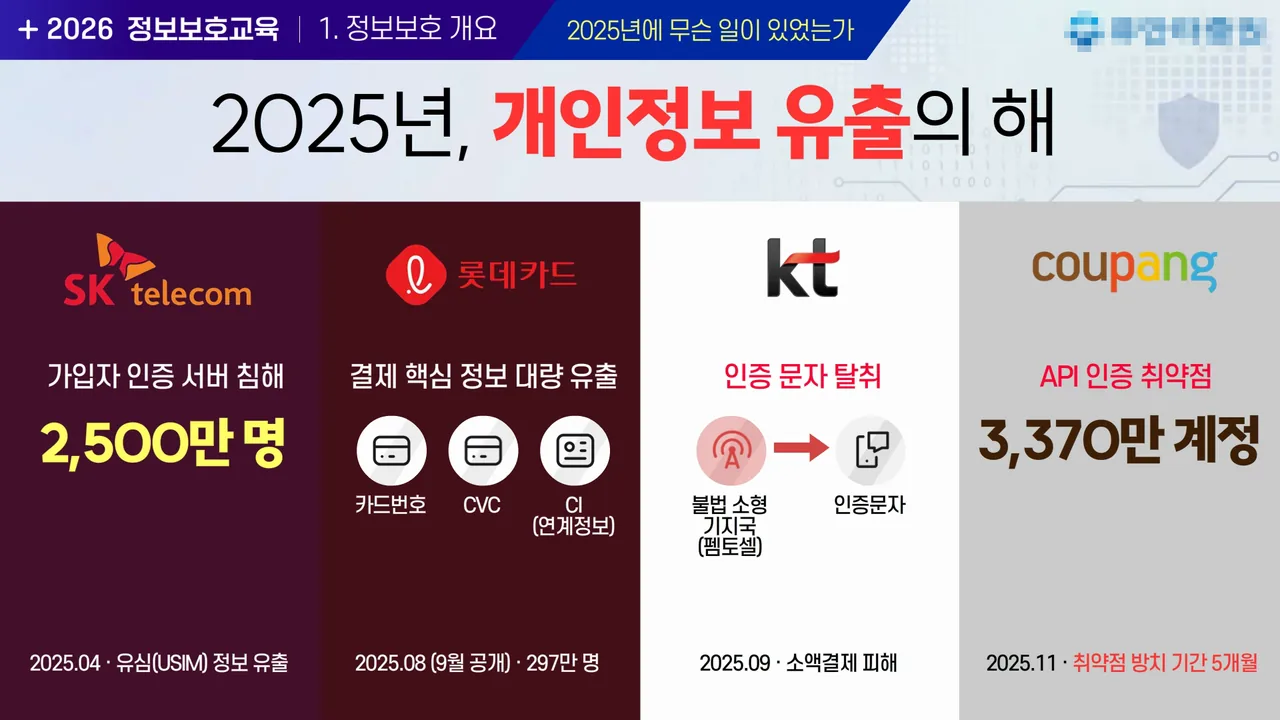 + 2026 정보보호교육 | 1. 정보보호 개요
2025년에 무슨 일이 있었는가
2025년, 개인정보 유출의 해
SK telecom
가입자 인증 서버 침해
2,500만 명
2025.04 · 유심(USIM) 정보 유출
롯데카드
결제 핵심 정보 대량 유출
카드번호
CVC
CI
(연계정보)
2025.08 (9월 공개) · 297만 명
kt
인증 문자 탈취
불법 소형
기지국
(펨토셀)
인증문자
2025.09 · 소액결제 피해
coupang
API 인증 취약점
3,370만 계정
2025.11 · 취약점 방치 기간 5개월